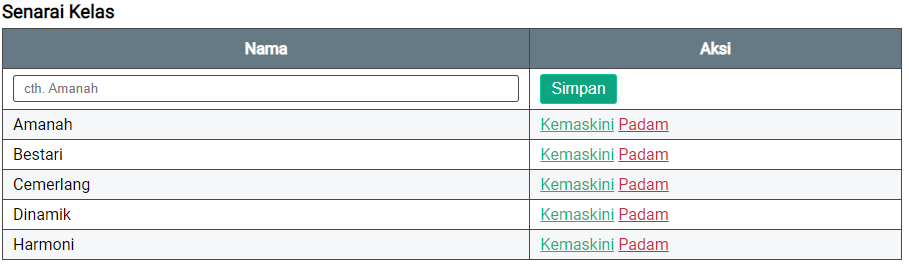 Senarai Kelas
Nama Aksi
cth. Amanah Simpan
Amanah Kemaskini Padam
Bestari Kemaskini Padam
Cemerlang Kemaskini Padam
Dinamik Kemaskini Padam
Harmoni Kemaskini Padam